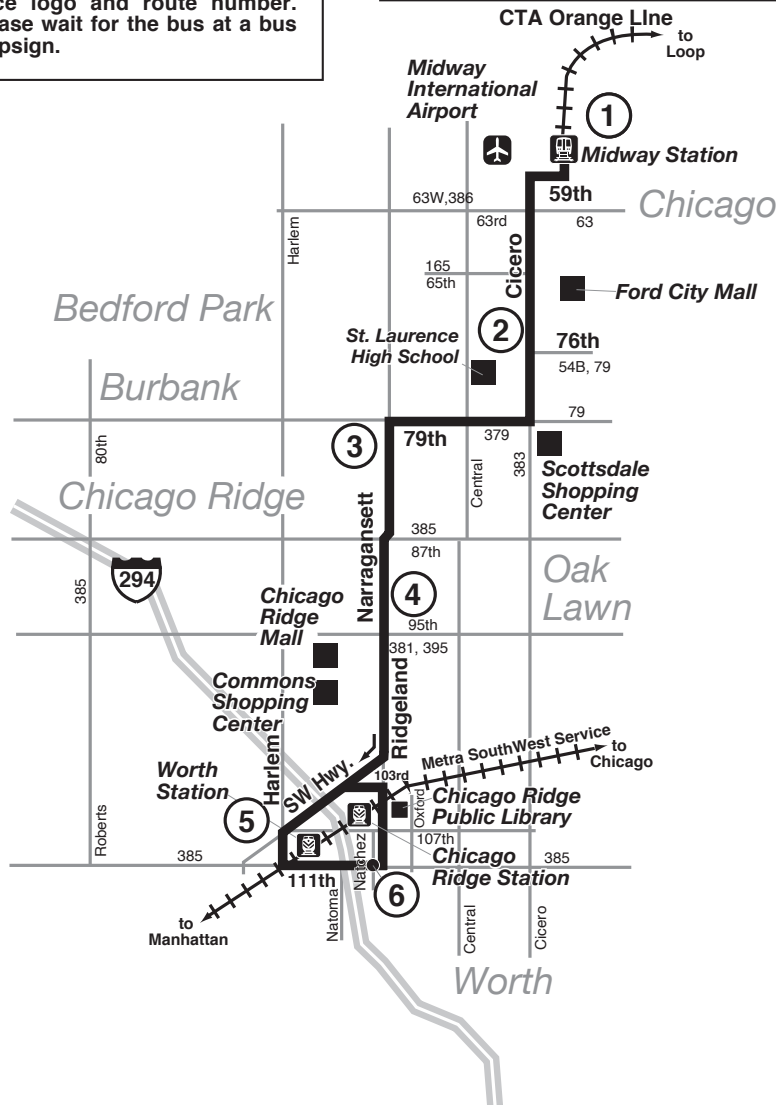 logo and route number.
wait for the bus at a bus
CTA Orange LIne
to
Loop
Midway
International
Airport
1
Midway Station
59th
63W,386
Chicago
63rd
63
Harlem
Cicero
165
65th
Bedford Park
Ford City Mall
2
St. Laurence
High School
76th
54B, 79
Burbank
79
3
79th
379
80th
Central
383
Scottsdale
Shopping
Center
Chicago Ridge
Narragansett
385
87th
294
385
Oak
Lawn
4
Chicago
Ridge
Mall
95th
381, 395
Commons
Shopping
Center
Ridgeland
Harlem
SW Hwy.
Metra SouthWest Service
to
Chicago
103rd
Worth
Station
Oxford
Chicago Ridge
Public Library
5
Roberts
107th
385
Natchez
Chicago
Ridge Station
385
111th
6
Natoma
to
Manhattan
Central
Cicero
Worth